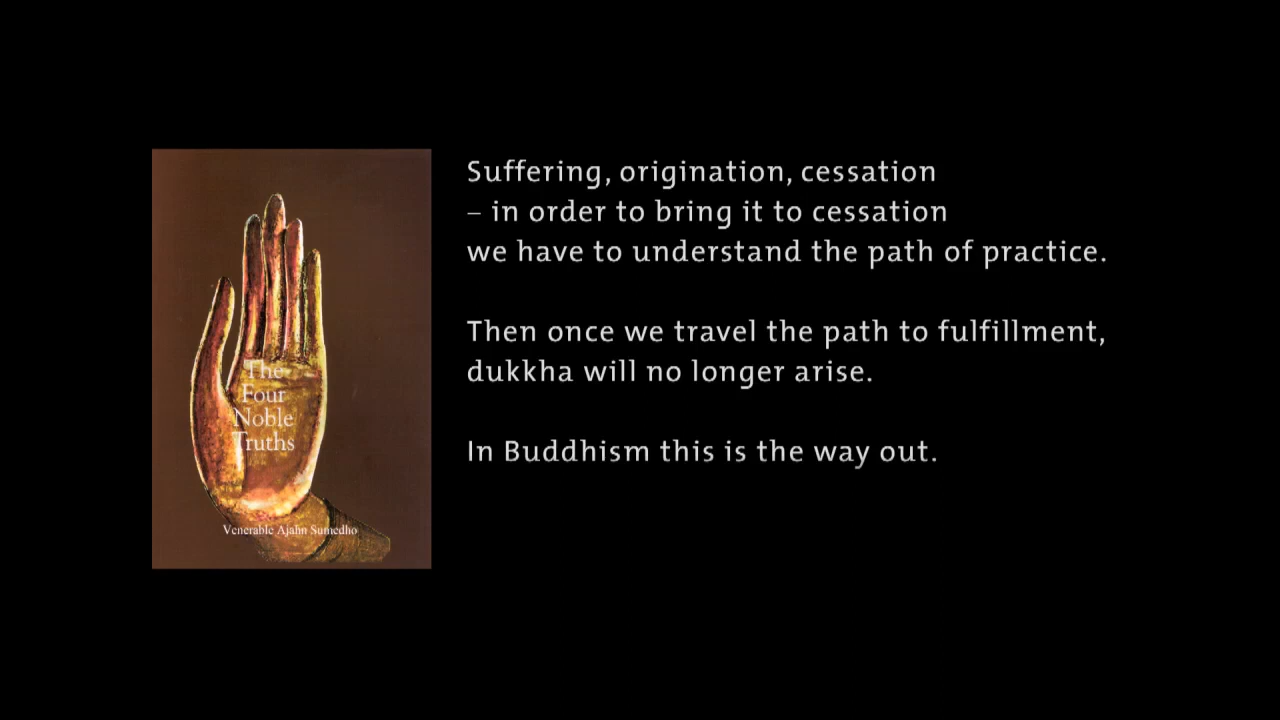 The
Four
Noble
Truths
Venerable Ajahn Sumedho
Suffering, origination, cessation
– in order to bring it to cessation
we have to understand the path of practice.
Then once we travel the path to fulfillment,
dukkha will no longer arise.
In Buddhism this is the way out.